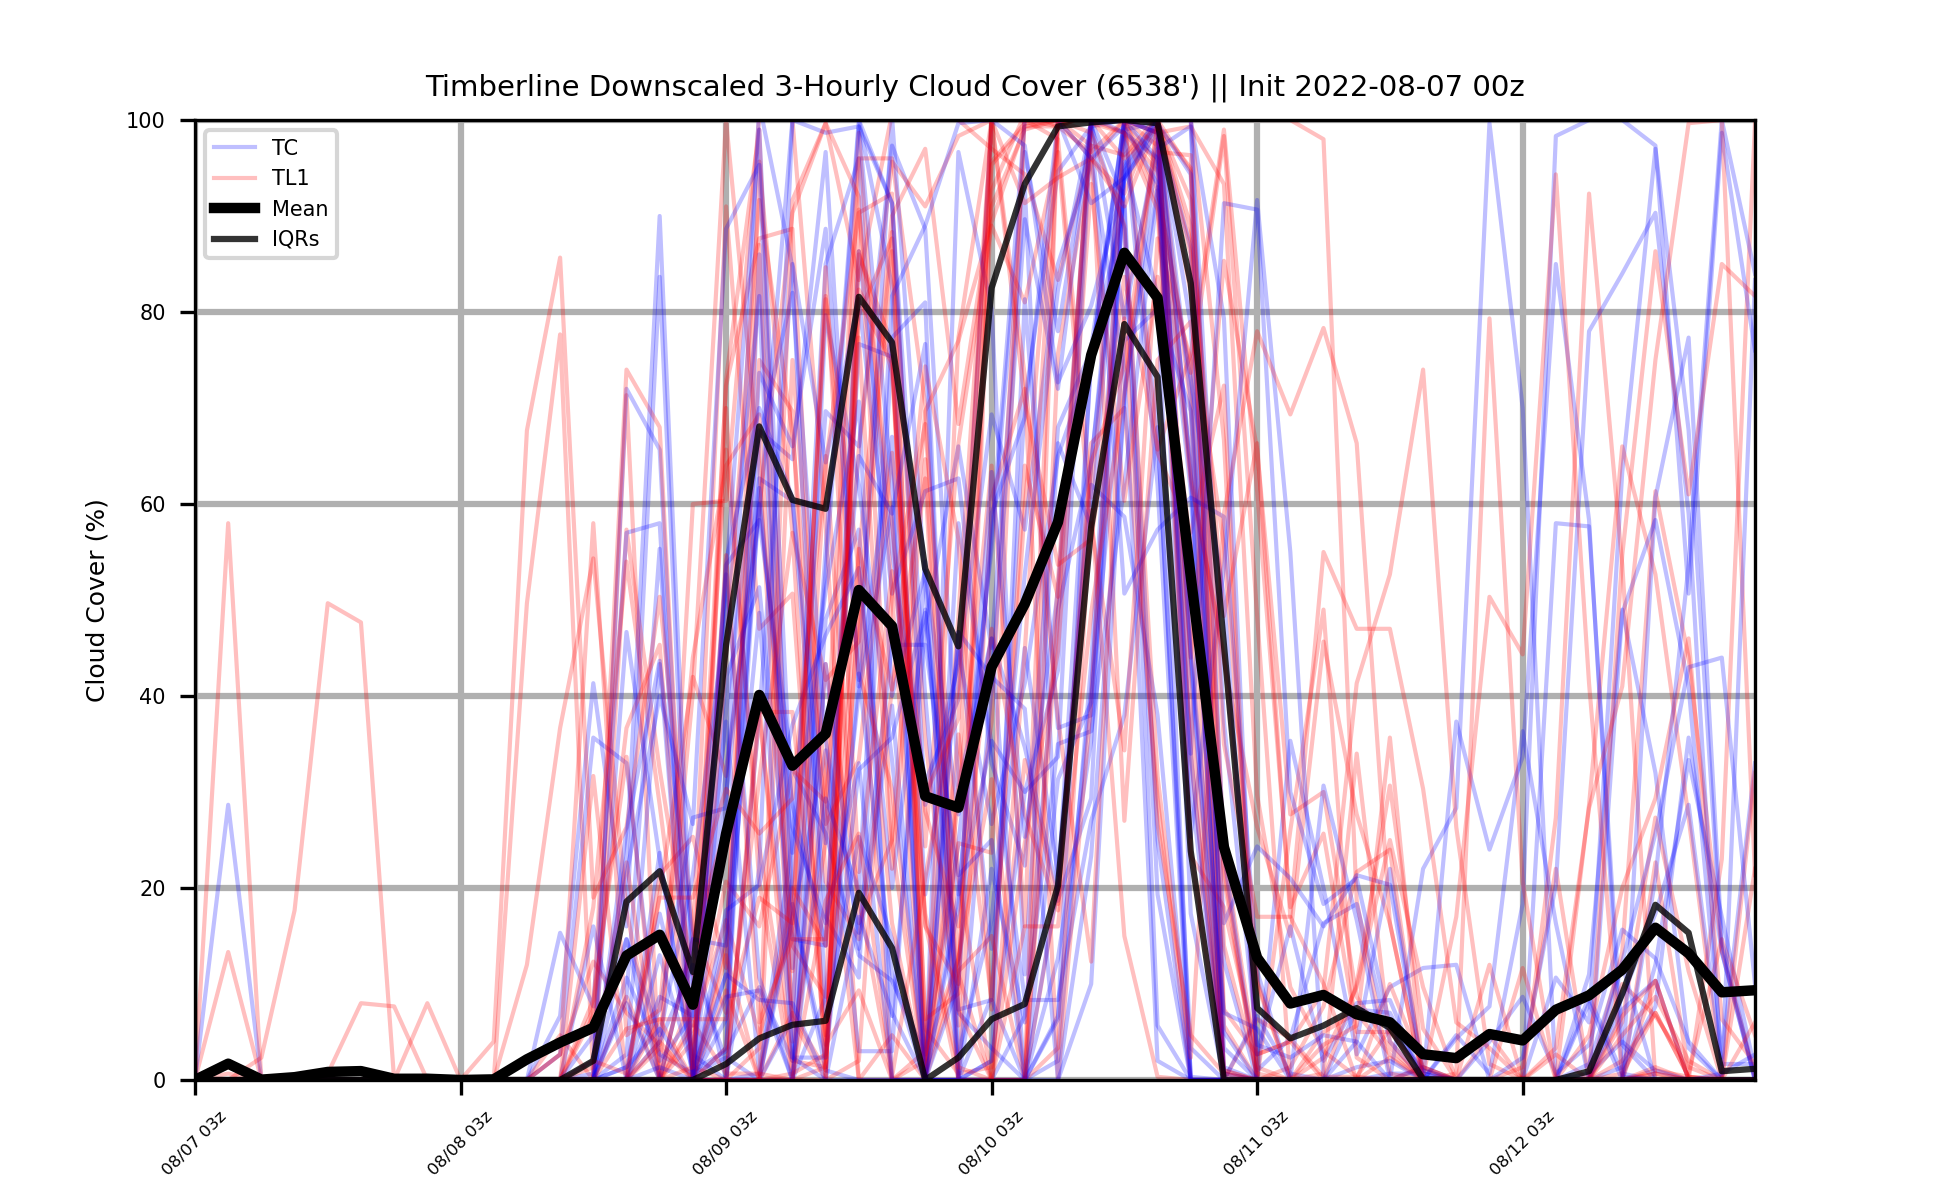 Timberline Downscaled 3-Hourly Cloud Cover (6538') || Init 2022-08-07 00z
TC
TL1
Mean
IQRs
Cloud Cover (%)
100
80
60
40
20
0
08/07 03z
08/08 03z
08/09 03z
08/10 03z
08/11 03z
08/12 03z